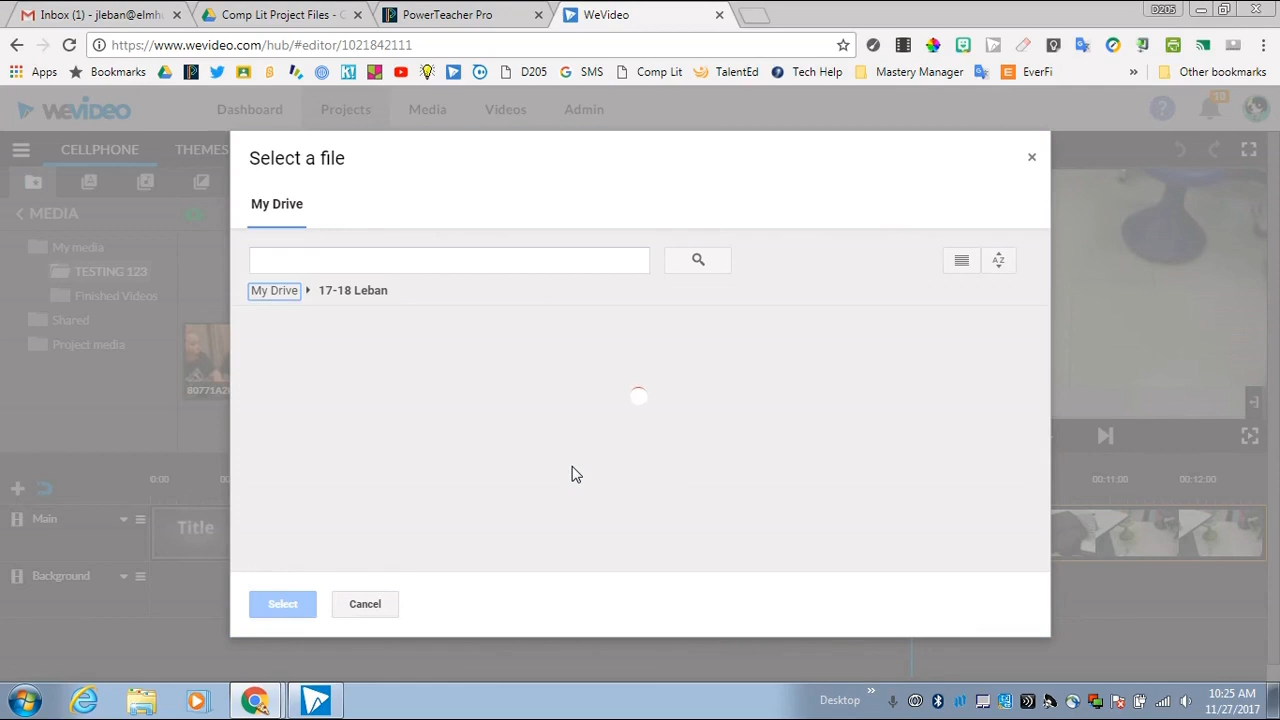 Inbox (1) - jleban@elmh
Comp Lit Project Files - G
PowerTeacher Pro
WeVideo
D205
https://www.wevideo.com/hub/#editor/1021842111
Apps
Bookmarks
D205
SMS
Comp Lit
TalentEd
Tech Help
Mastery Manager
EverFi
»
Other bookmarks
wevideo
Dashboard
Projects
Media
Videos
Admin
10
CELLPHONE
THEMES
Select a file
My Drive
MEDIA
My media
TESTING 123
Finished Videos
Shared
Project media
My Drive
17-18 Leban
AZ
80771A2
0:00
00:11:00
00:12:00
Main
Title
Background
Select
Cancel
Desktop
10:25 AM
11/27/2017